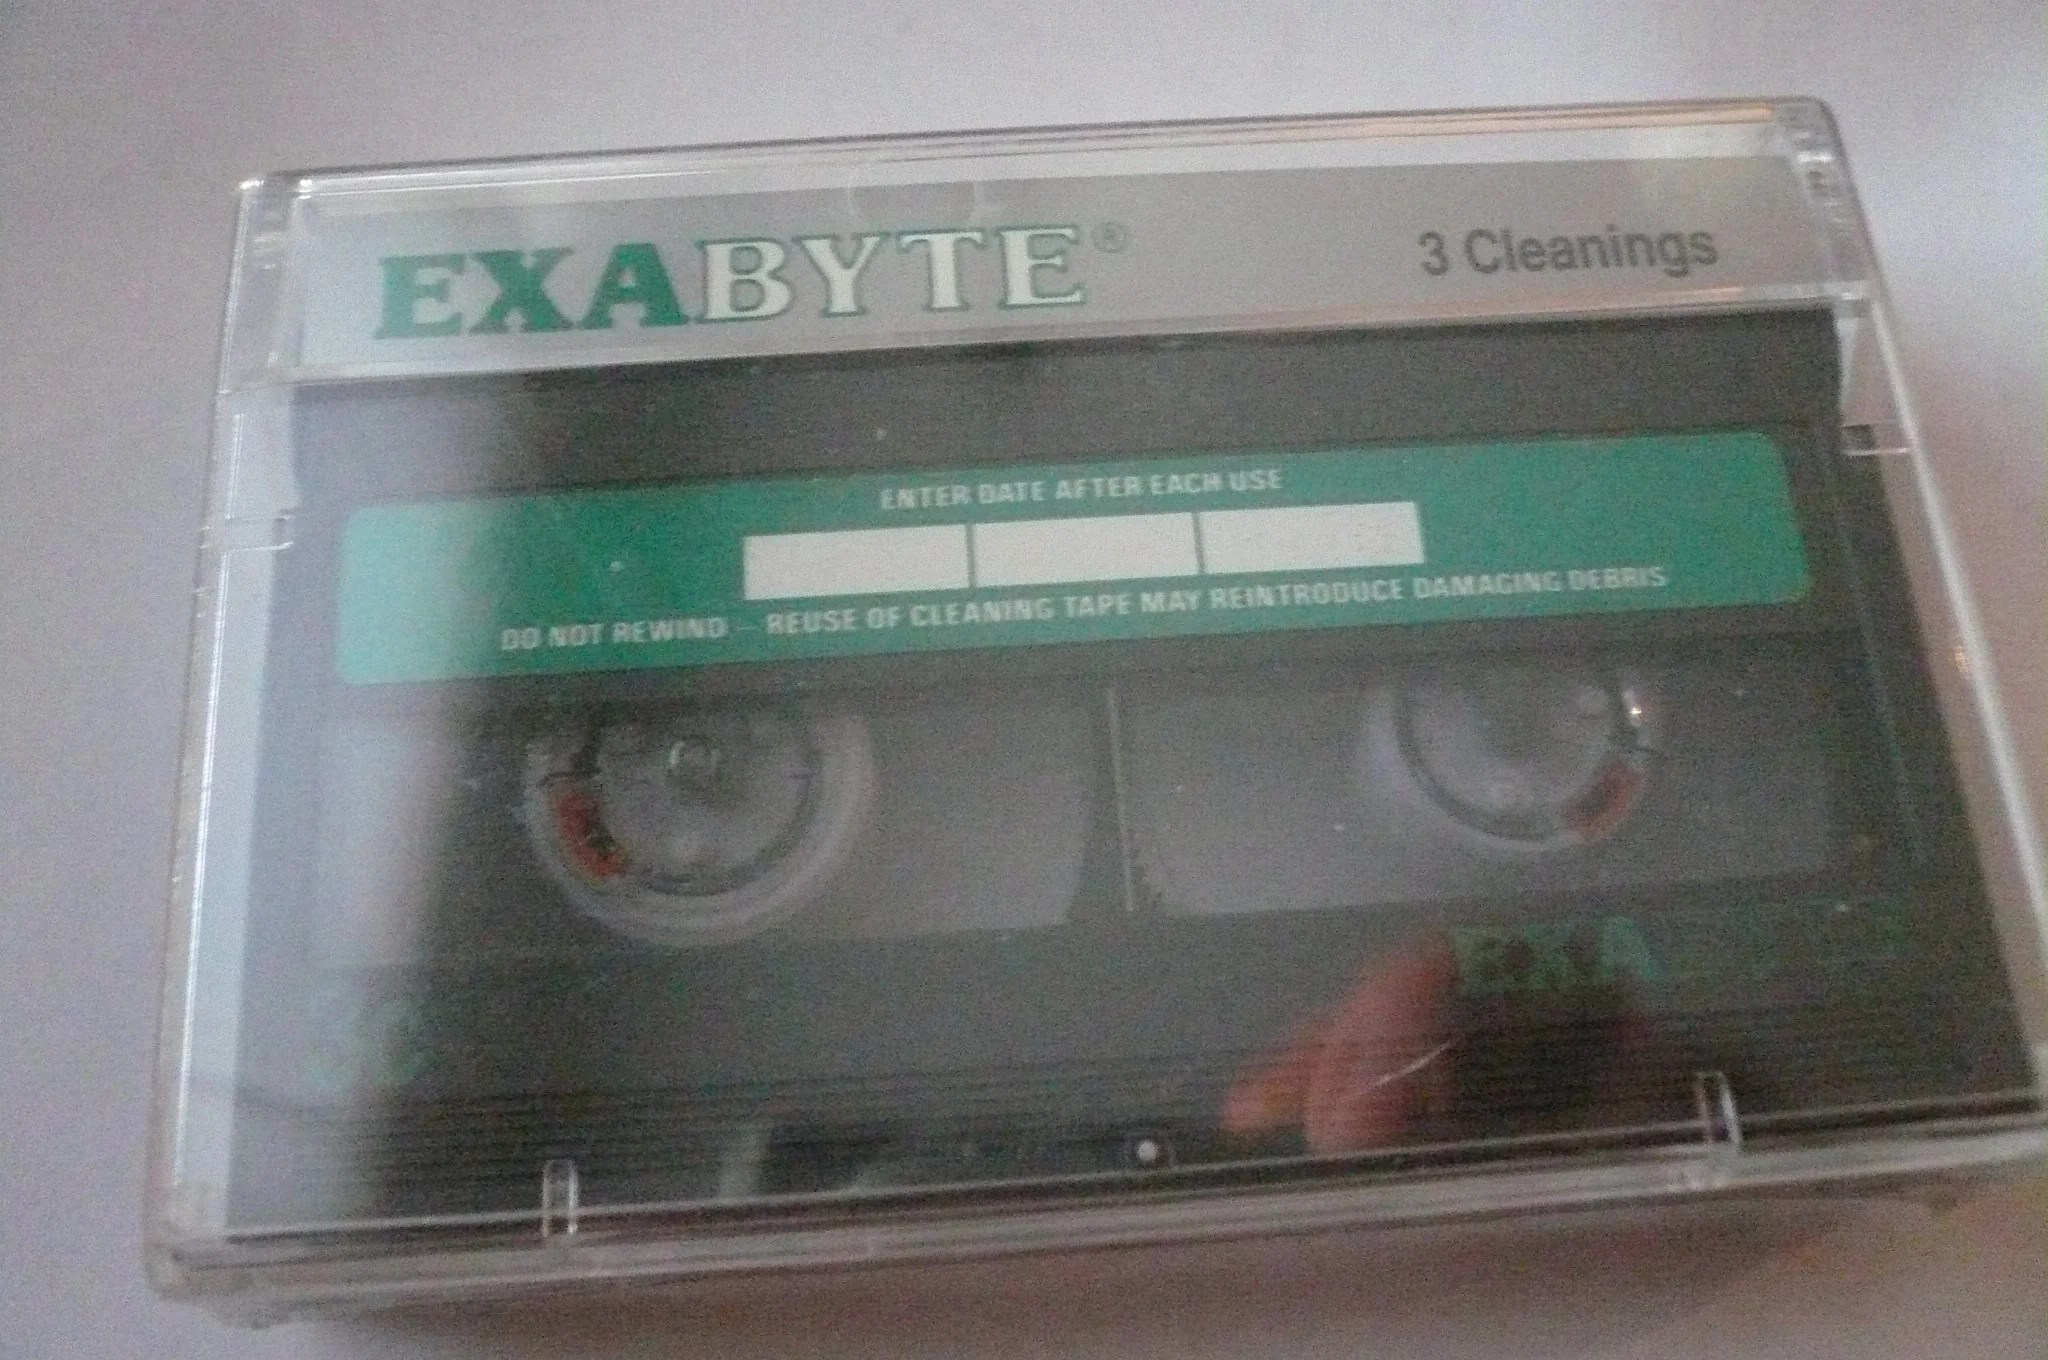 EXABYTE®
3 Cleanings
ENTER DATE AFTER EACH USE
DO NOT REWIND – REUSE OF CLEANING TAPE MAY REINTRODUCE DAMAGING DEBRIS